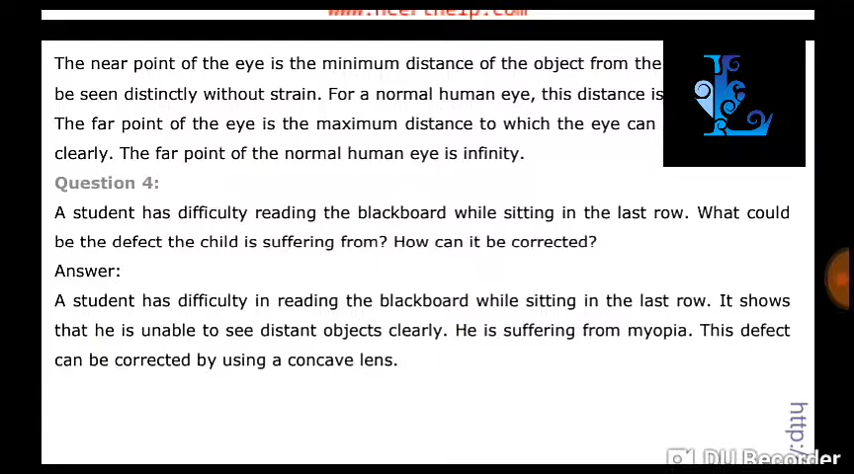 www.ncerthelp.com
The near point of the eye is the minimum distance of the object from the
be seen distinctly without strain. For a normal human eye, this distance is
The far point of the eye is the maximum distance to which the eye can
clearly. The far point of the normal human eye is infinity.
Question 4:
A student has difficulty reading the blackboard while sitting in the last row. What could
be the defect the child is suffering from? How can it be corrected?
Answer:
A student has difficulty in reading the blackboard while sitting in the last row. It shows
that he is unable to see distant objects clearly. He is suffering from myopia. This defect
can be corrected by using a concave lens.
http:/
DU Recorder